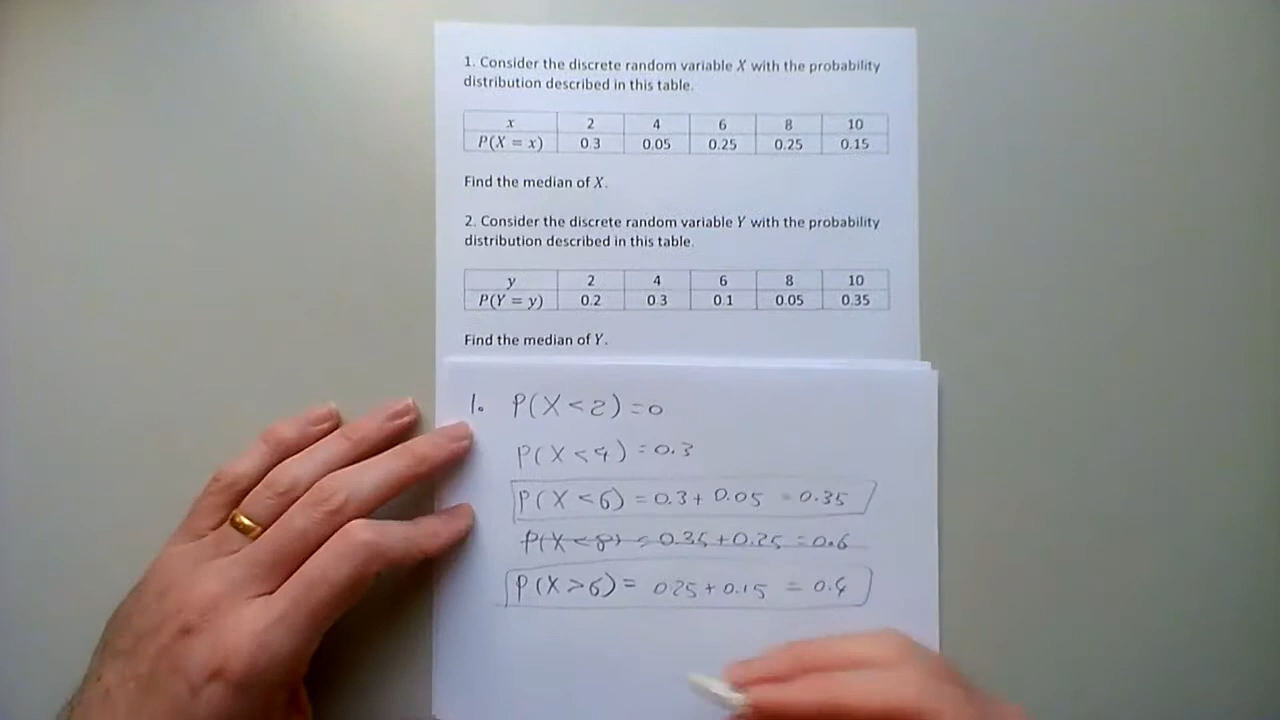 1. Consider the discrete random variable X with the probability
distribution described in this table.
x 2 4 6 8 10
P(X = x) 0.3 0.05 0.25 0.25 0.15
Find the median of X.
2. Consider the discrete random variable Y with the probability
distribution described in this table.
y 2 4 6 8 10
P(Y = y) 0.2 0.3 0.1 0.05 0.35
Find the median of Y.
1. P(X < 2) = 0
P(X < 4) = 0.3
P(X < 6) = 0.3 + 0.05 = 0.35
P(X < 8) = 0.35 + 0.25 = 0.6
P(X > 6) = 0.25 + 0.15 = 0.4